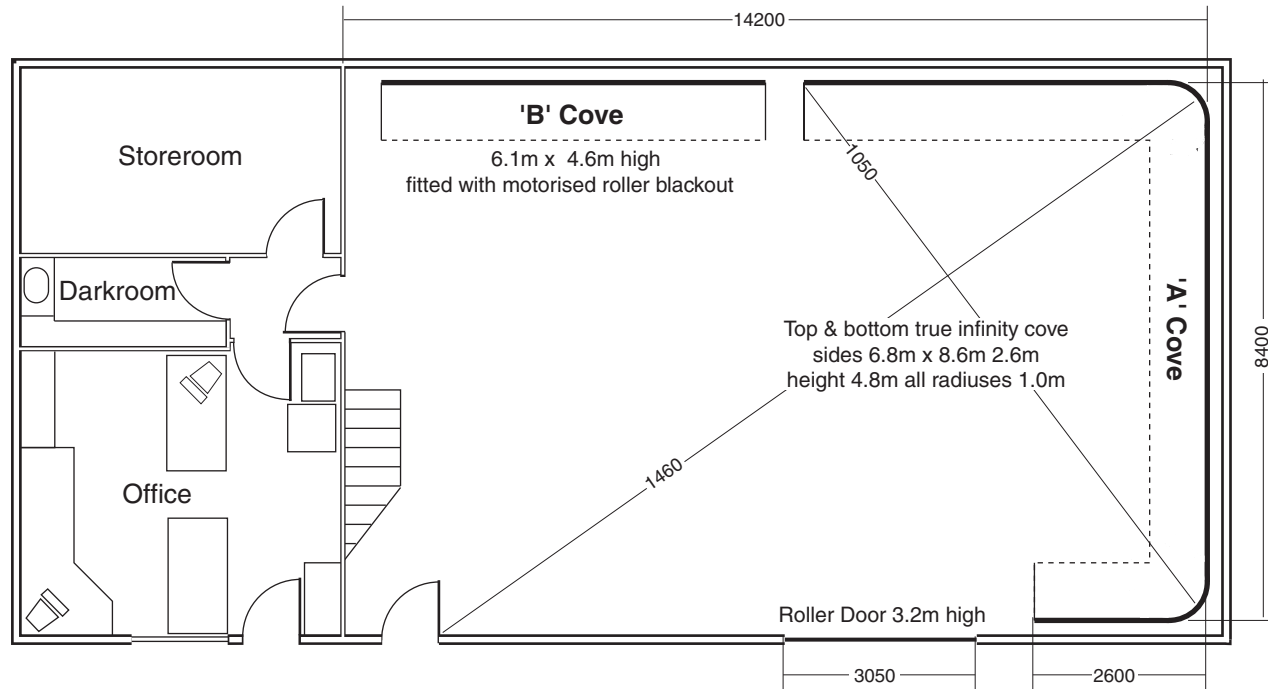 14200
'B' Cove
6.1m x 4.6m high
fitted with motorised roller blackout
Storeroom
1050
Darkroom
'A' Cove
Top & bottom true infinity cove
sides 6.8m x 8.6m 2.6m
height 4.8m all radiuses 1.0m
8400
1460
Office
Roller Door 3.2m high
3050
2600